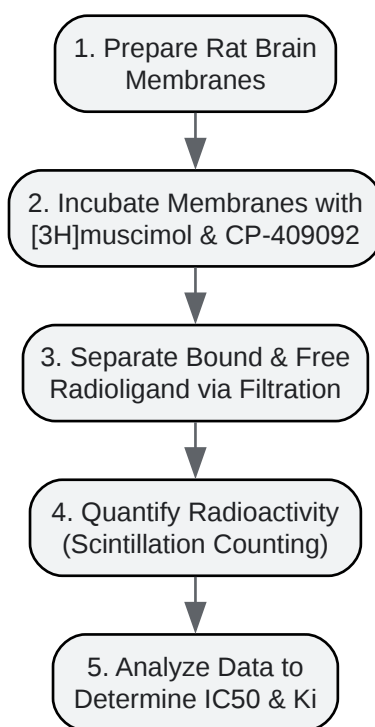 1. Prepare Rat Brain
Membranes
2. Incubate Membranes with
[3H]muscimol & CP-409092
3. Separate Bound & Free
Radioligand via Filtration
4. Quantify Radioactivity
(Scintillation Counting)
5. Analyze Data to
Determine IC50 & Ki